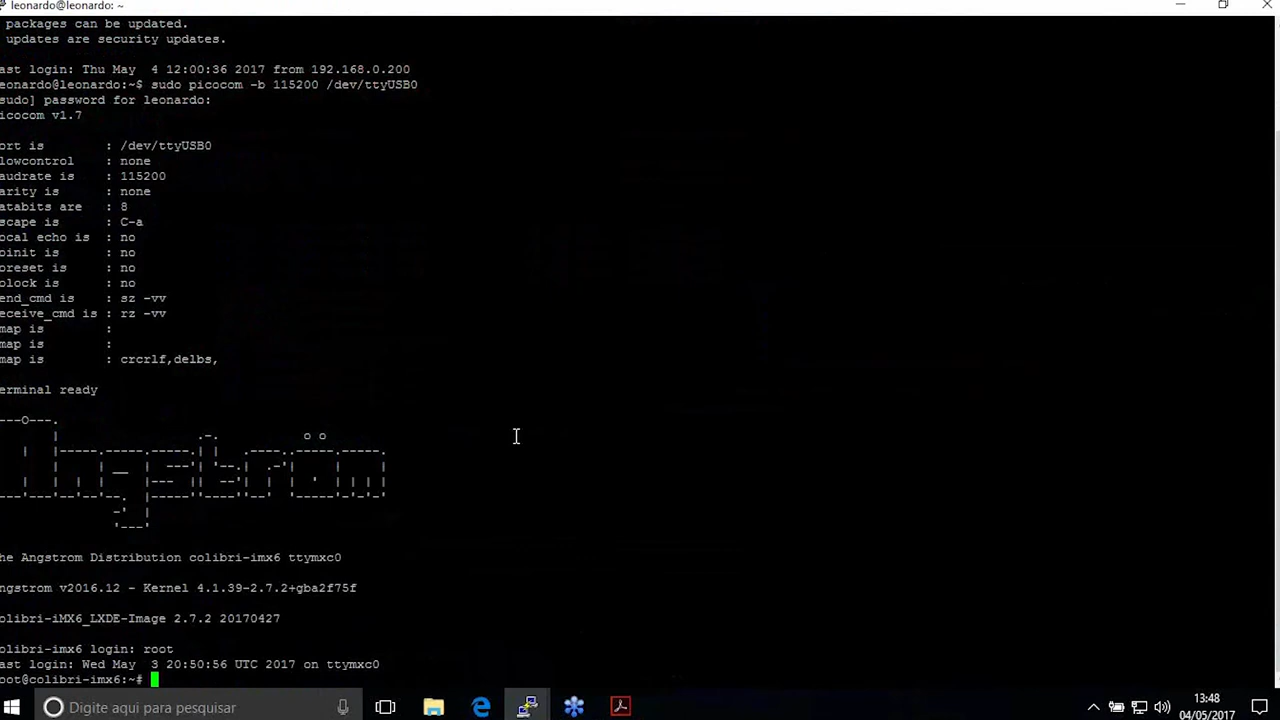 leonardo@leonardo: ~
packages can be updated.
updates are security updates.
ast login: Thu May  4 12:00:36 2017 from 192.168.0.200
eonardo@leonardo:~$ sudo picocom -b 115200 /dev/ttyUSB0
sudo] password for leonardo:
icocom v1.7
ort is        : /dev/ttyUSB0
lowcontrol    : none
audrate is    : 115200
arity is      : none
atabits are   : 8
scape is      : C-a
ocal echo is  : no
oinit is      : no
oreset is     : no
olock is      : no
end_cmd is    : sz -vv
eceive_cmd is : rz -vv
map is        :
map is        :
map is        : crcrlf,delbs,
erminal ready
Ångström
he Angstrom Distribution colibri-imx6 ttymxc0
ngstrom v2016.12 - Kernel 4.1.39-2.7.2+gba2f75f
olibri-iMX6_LXDE-Image 2.7.2 20170427
olibri-imx6 login: root
ast login: Wed May  3 20:50:56 UTC 2017 on ttymxc0
oot@colibri-imx6:~#
Digite aqui para pesquisar
13:48
04/05/2017